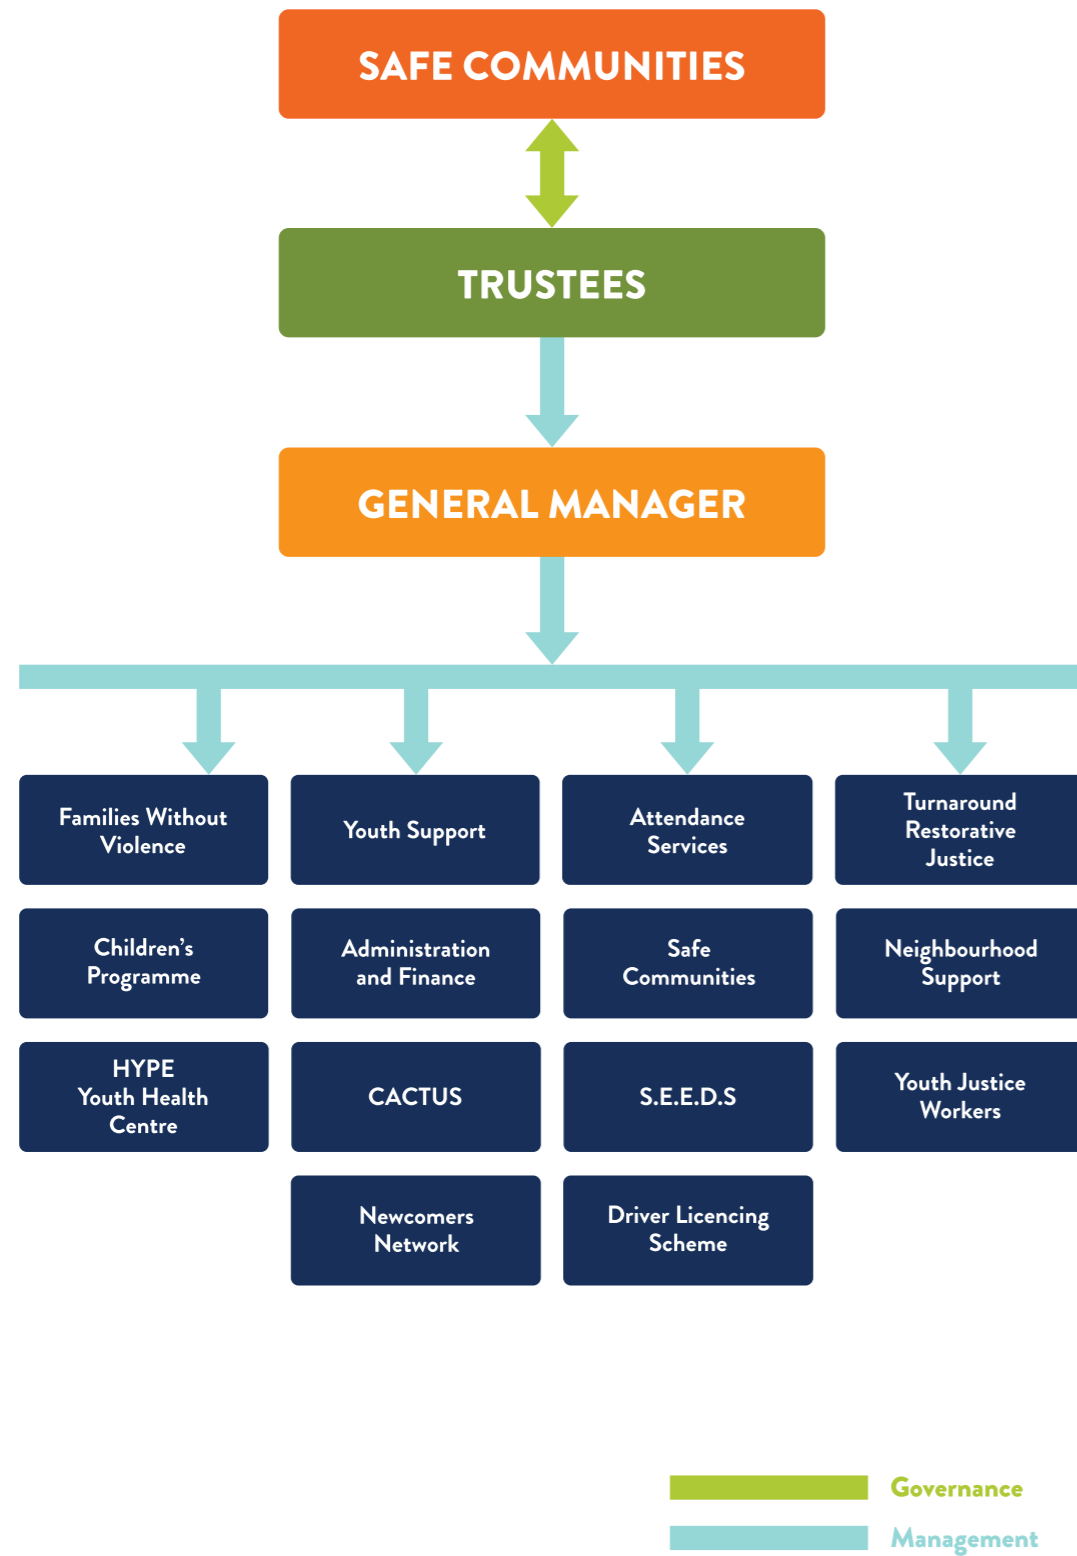 SAFE COMMUNITIES
TRUSTEES
GENERAL MANAGER
Families Without
Violence
Youth Support
Attendance
Services
Turnaround
Restorative
Justice
Children’s
Programme
Administration
and Finance
Safe
Communities
Neighbourhood
Support
HYPE
Youth Health
Centre
CACTUS
S.E.E.D.S
Youth Justice
Workers
Newcomers
Network
Driver Licencing
Scheme
Governance
Management